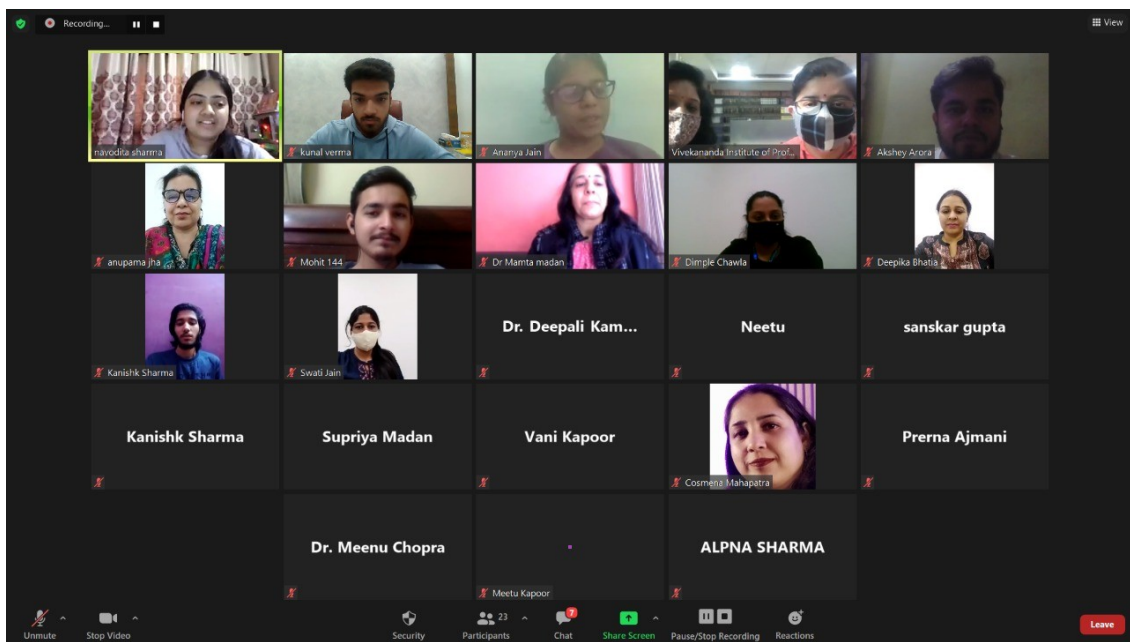 Recording...
View
navodita sharma
kunal verma
Ananya Jain
Vivekananda Institute of Prof...
Akshey Arora
anupama jha
Mohit 144
Dr Mamta madan
Dimple Chawla
Deepika Bhatia
Kanishk Sharma
Swati Jain
Dr. Deepali Kam...
Neetu
sanskar gupta
Kanishk Sharma
Supriya Madan
Vani Kapoor
Cosmena Mahapatra
Prerna Ajmani
Dr. Meenu Chopra
Meetu Kapoor
ALPNA SHARMA
Unmute
Stop Video
Security
23
Participants
7
Chat
Share Screen
Pause/Stop Recording
Reactions
Leave